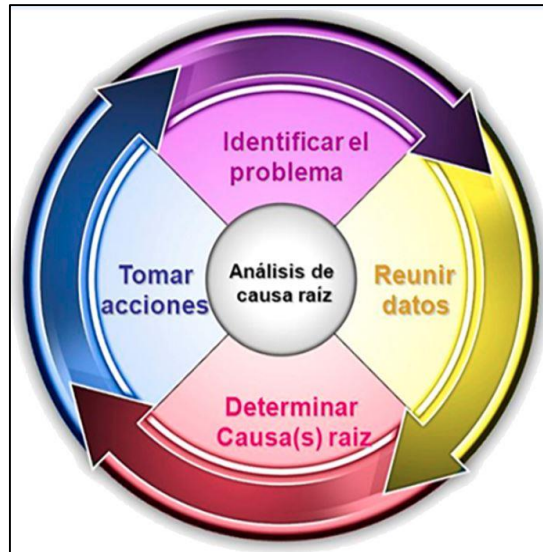 Identificar el
problema
Reunir
datos
Determinar
Causa(s) raiz
Tomar
acciones
Análisis de
causa raíz